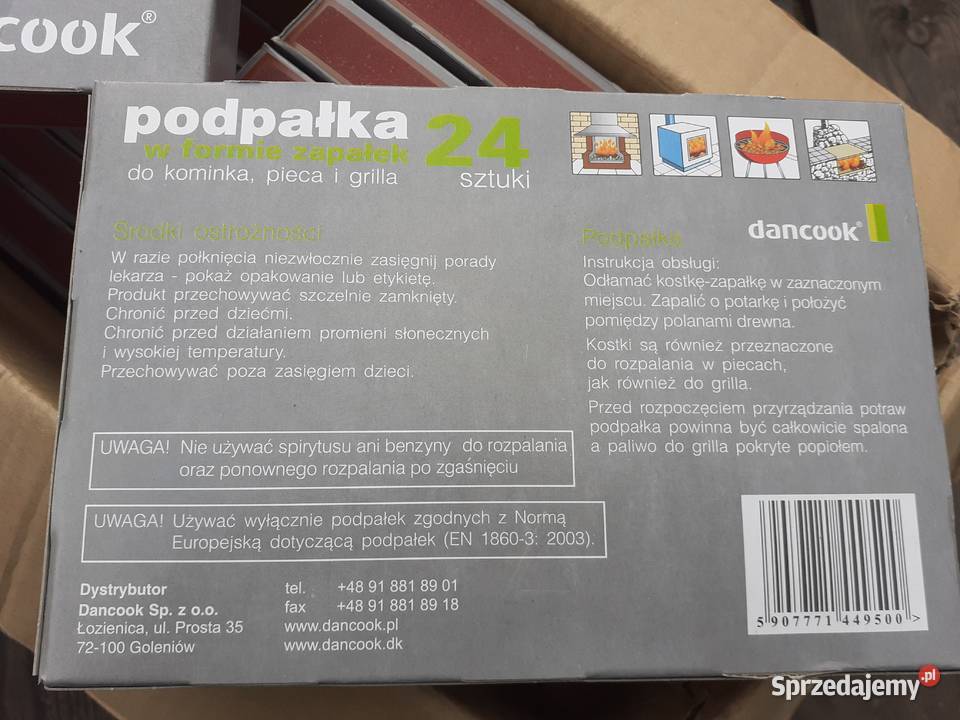 cook®
podpałka
w formie zapałek
do kominka, pieca i grilla
24
sztuki
dancook®
Środki ostrożności
W razie połknięcia niezwłocznie zasięgnij porady
lekarza - pokaż opakowanie lub etykietę.
Produkt przechowywać szczelnie zamknięty.
Chronić przed dziećmi.
Chronić przed działaniem promieni słonecznych
i wysokiej temperatury.
Przechowywać poza zasięgiem dzieci.
Podpałka
Instrukcja obsługi:
Odłamać kostkę-zapałkę w zaznaczonym
miejscu. Zapalić o potarkę i położyć
pomiędzy polanami drewna.
Kostki są również przeznaczone
do rozpalania w piecach,
jak również do grilla.
Przed rozpoczęciem przyrządzania potraw
podpałka powinna być całkowicie spalona
a paliwo do grilla pokryte popiołem.
UWAGA! Nie używać spirytusu ani benzyny do rozpalania
oraz ponownego rozpalania po zgaśnięciu
UWAGA! Używać wyłącznie podpałek zgodnych z Normą
Europejską dotyczącą podpałek (EN 1860-3: 2003).
Dystrybutor
Dancook Sp. z o.o.
Łozienica, ul. Prosta 35
72-100 Goleniów
tel. +48 91 881 89 01
fax +48 91 881 89 18
www.dancook.pl
www.dancook.dk
5 907771 449500 >
Sprzedajemy.pl